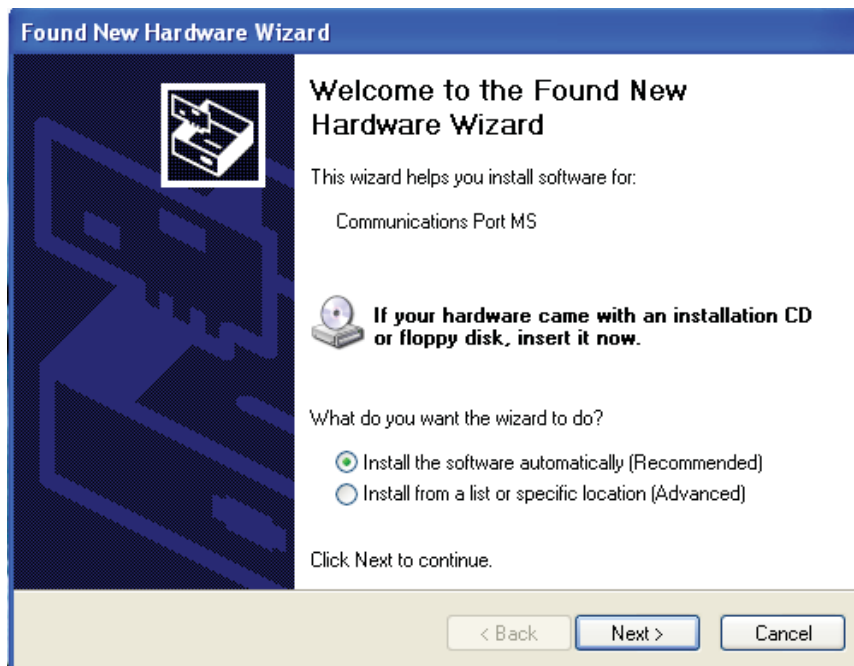 Found New Hardware Wizard
Welcome to the Found New
Hardware Wizard
This wizard helps you install software for:
Communications Port MS
If your hardware came with an installation CD
or floppy disk, insert it now.
What do you want the wizard to do?
Install the software automatically (Recommended)
Install from a list or specific location (Advanced)
Click Next to continue.
< Back Next > Cancel